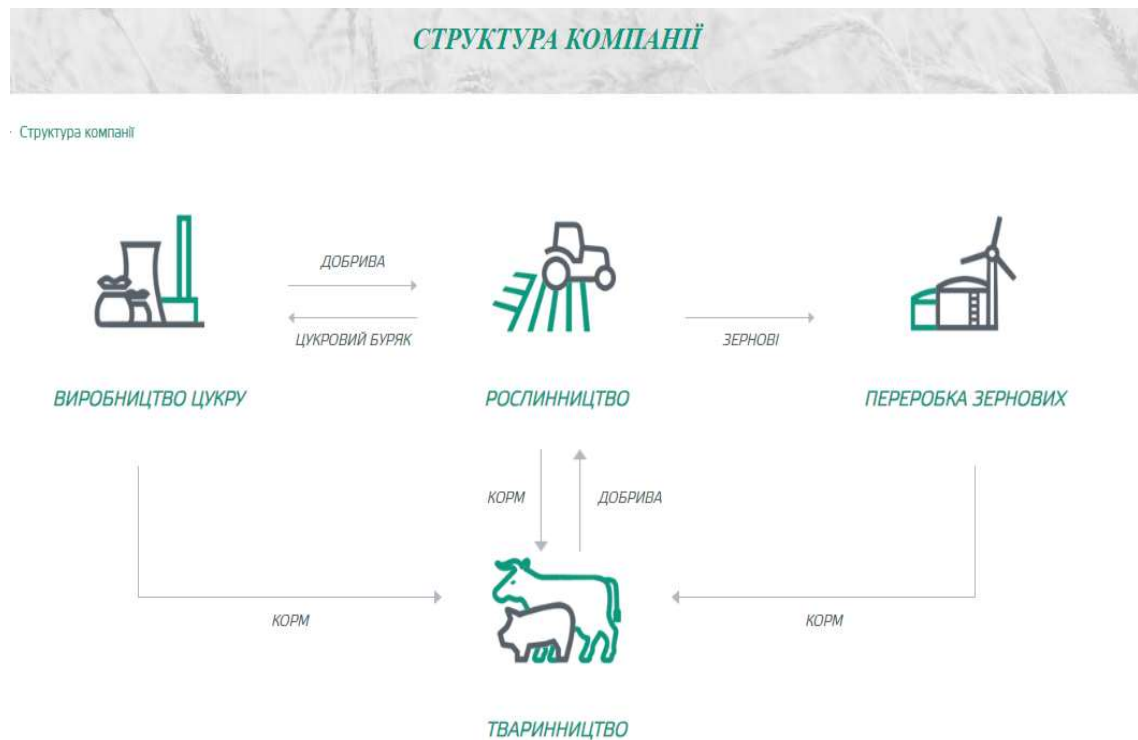 СТРУКТУРА КОМПАНІЇ
Структура компанії
ДОБРИВА
ЦУКРОВИЙ БУРЯК
ЗЕРНОВІ
ВИРОБНИЦТВО ЦУКРУ
РОСЛИННИЦТВО
ПЕРЕРОБКА ЗЕРНОВИХ
КОРМ
ДОБРИВА
КОРМ
КОРМ
ТВАРИННИЦТВО